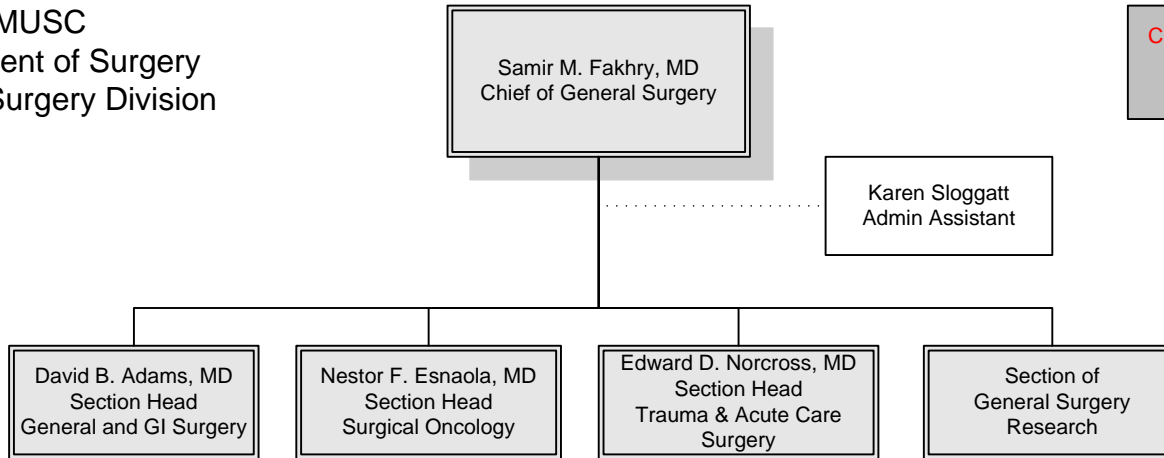 MUSC
ent of Surgery
Surgery Division
Samir M. Fakhry, MD
Chief of General Surgery
C
Karen Sloggatt
Admin Assistant
David B. Adams, MD
Section Head
General and GI Surgery
Nestor F. Esnaola, MD
Section Head
Surgical Oncology
Edward D. Norcross, MD
Section Head
Trauma & Acute Care
Surgery
Section of
General Surgery
Research